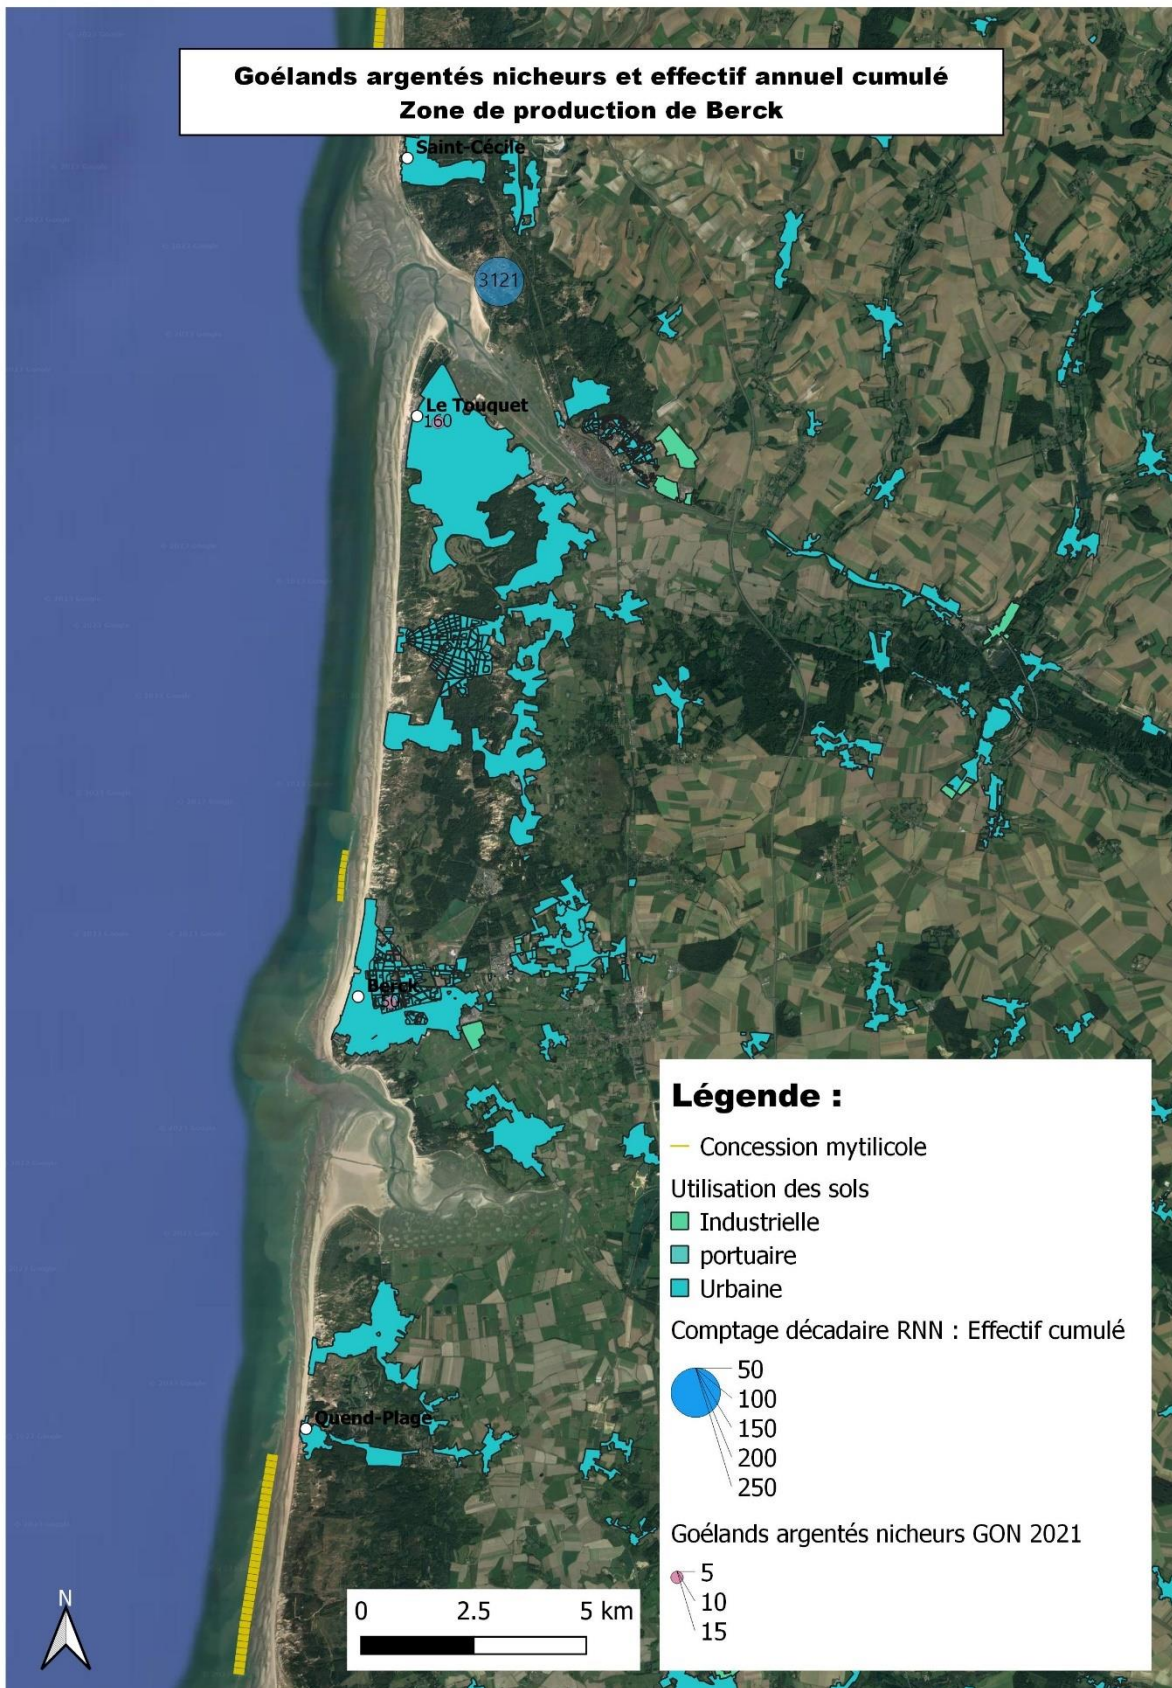 Goélands argentés nicheurs et effectif annuel cumulé
Zone de production de Berck
Saint-Cécile
3121
Le Touquet
160
Berck
50
Quend-Plage
Légende :
Concession mytilicole
Utilisation des sols
Industrielle
portuaire
Urbaine
Comptage décadaire RNN : Effectif cumulé
50
100
150
200
250
Goélands argentés nicheurs GON 2021
5
10
15
N
0 2.5 5 km